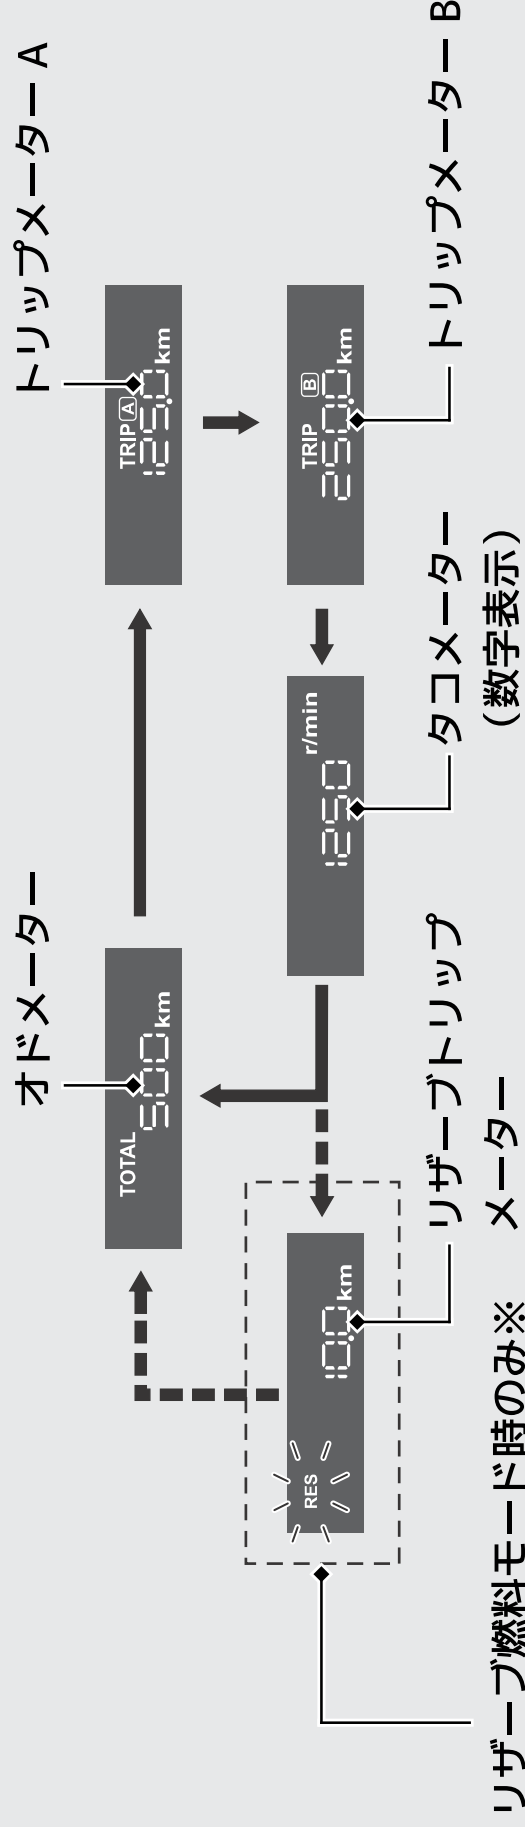 オドメーター
トリップメーター A
TOTAL
500 km
TRIP A
125.0 km
RES
10.0 km
r/min
1250
TRIP B
250.0 km
リザーブトリップ
メーター
タコメーター
（数字表示）
トリップメーター B
リザーブ燃料モード時のみ※